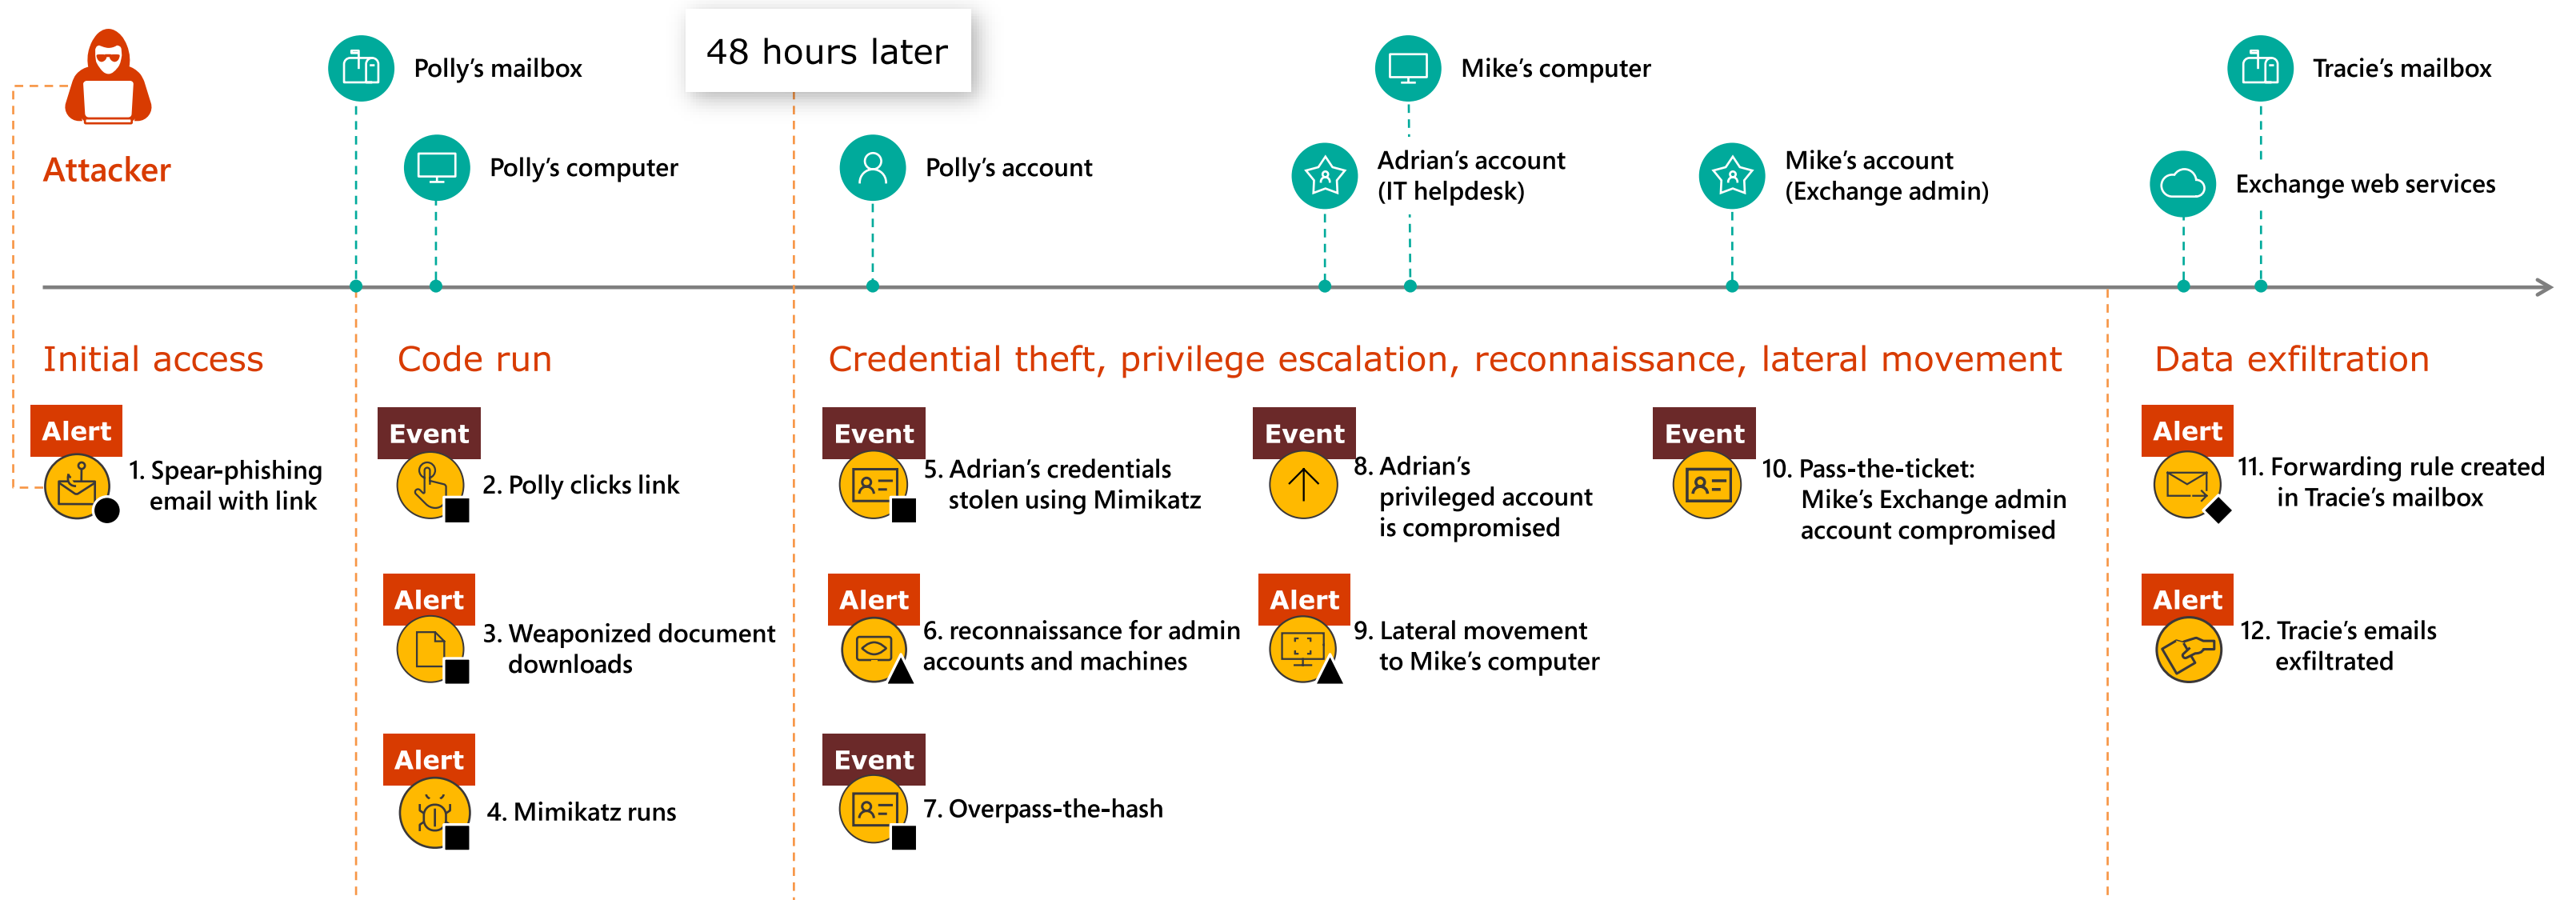 48 hours later
Polly's mailbox
Mike's computer
Tracie's mailbox
Attacker
Polly's computer
Polly's account
Adrian's account
(IT helpdesk)
Mike's account
(Exchange admin)
Exchange web services
Initial access
Code run
Credential theft, privilege escalation, reconnaissance, lateral movement
Data exfiltration
Alert
1. Spear-phishing
email with link
Event
2. Polly clicks link
Alert
3. Weaponized document
downloads
Alert
4. Mimikatz runs
Event
5. Adrian's credentials
stolen using Mimikatz
Alert
6. reconnaissance for admin
accounts and machines
Event
7. Overpass-the-hash
Event
8. Adrian's
privileged account
is compromised
Alert
9. Lateral movement
to Mike's computer
Event
10. Pass-the-ticket:
Mike's Exchange admin
account compromised
Alert
11. Forwarding rule created
in Tracie's mailbox
Alert
12. Tracie's emails
exfiltrated